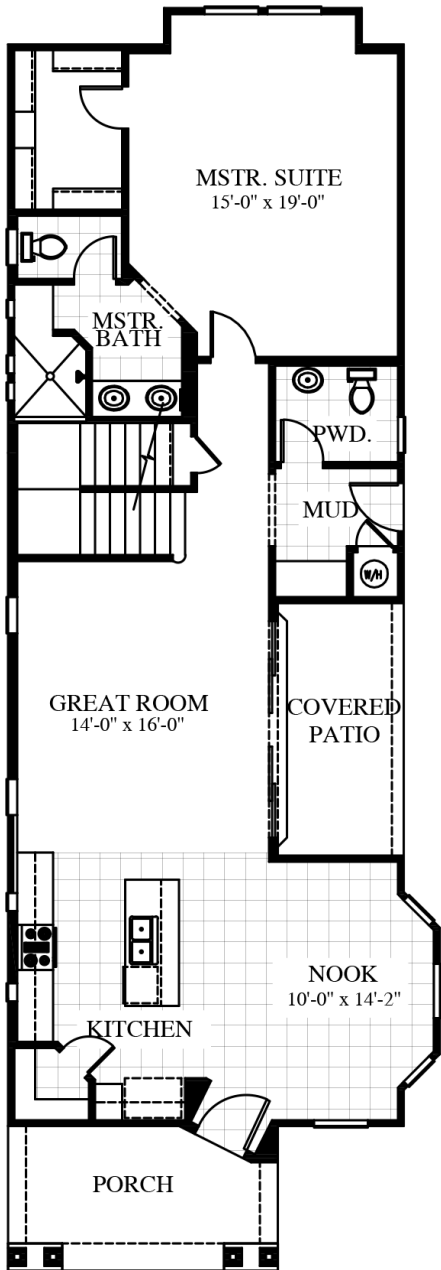 MSTR. SUITE
15'-0" x 19'-0"
MSTR.
BATH
PWD.
MUD
W/H
GREAT ROOM
14'-0" x 16'-0"
COVERED
PATIO
NOOK
10'-0" x 14'-2"
KITCHEN
PORCH